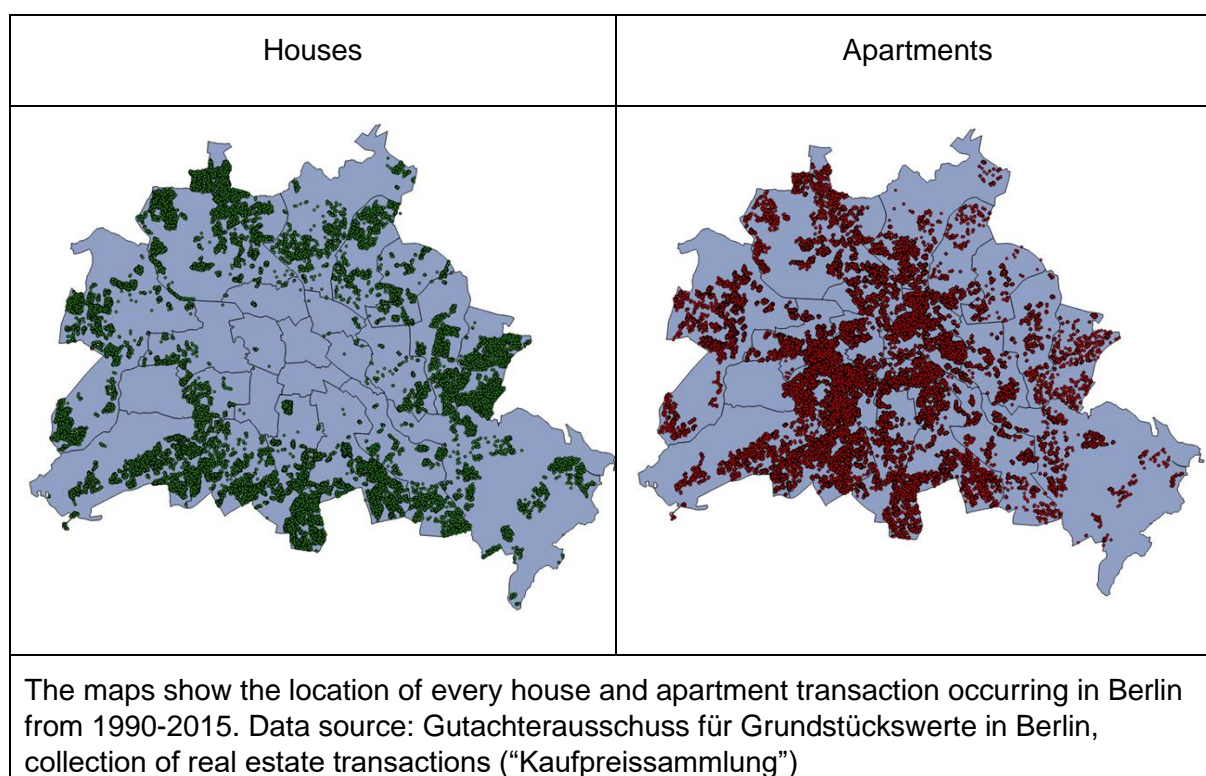 Houses
Apartments
The maps show the location of every house and apartment transaction occurring in Berlin
from 1990-2015. Data source: Gutachterausschuss für Grundstückswerte in Berlin,
collection of real estate transactions (“Kaufpreissammlung”)